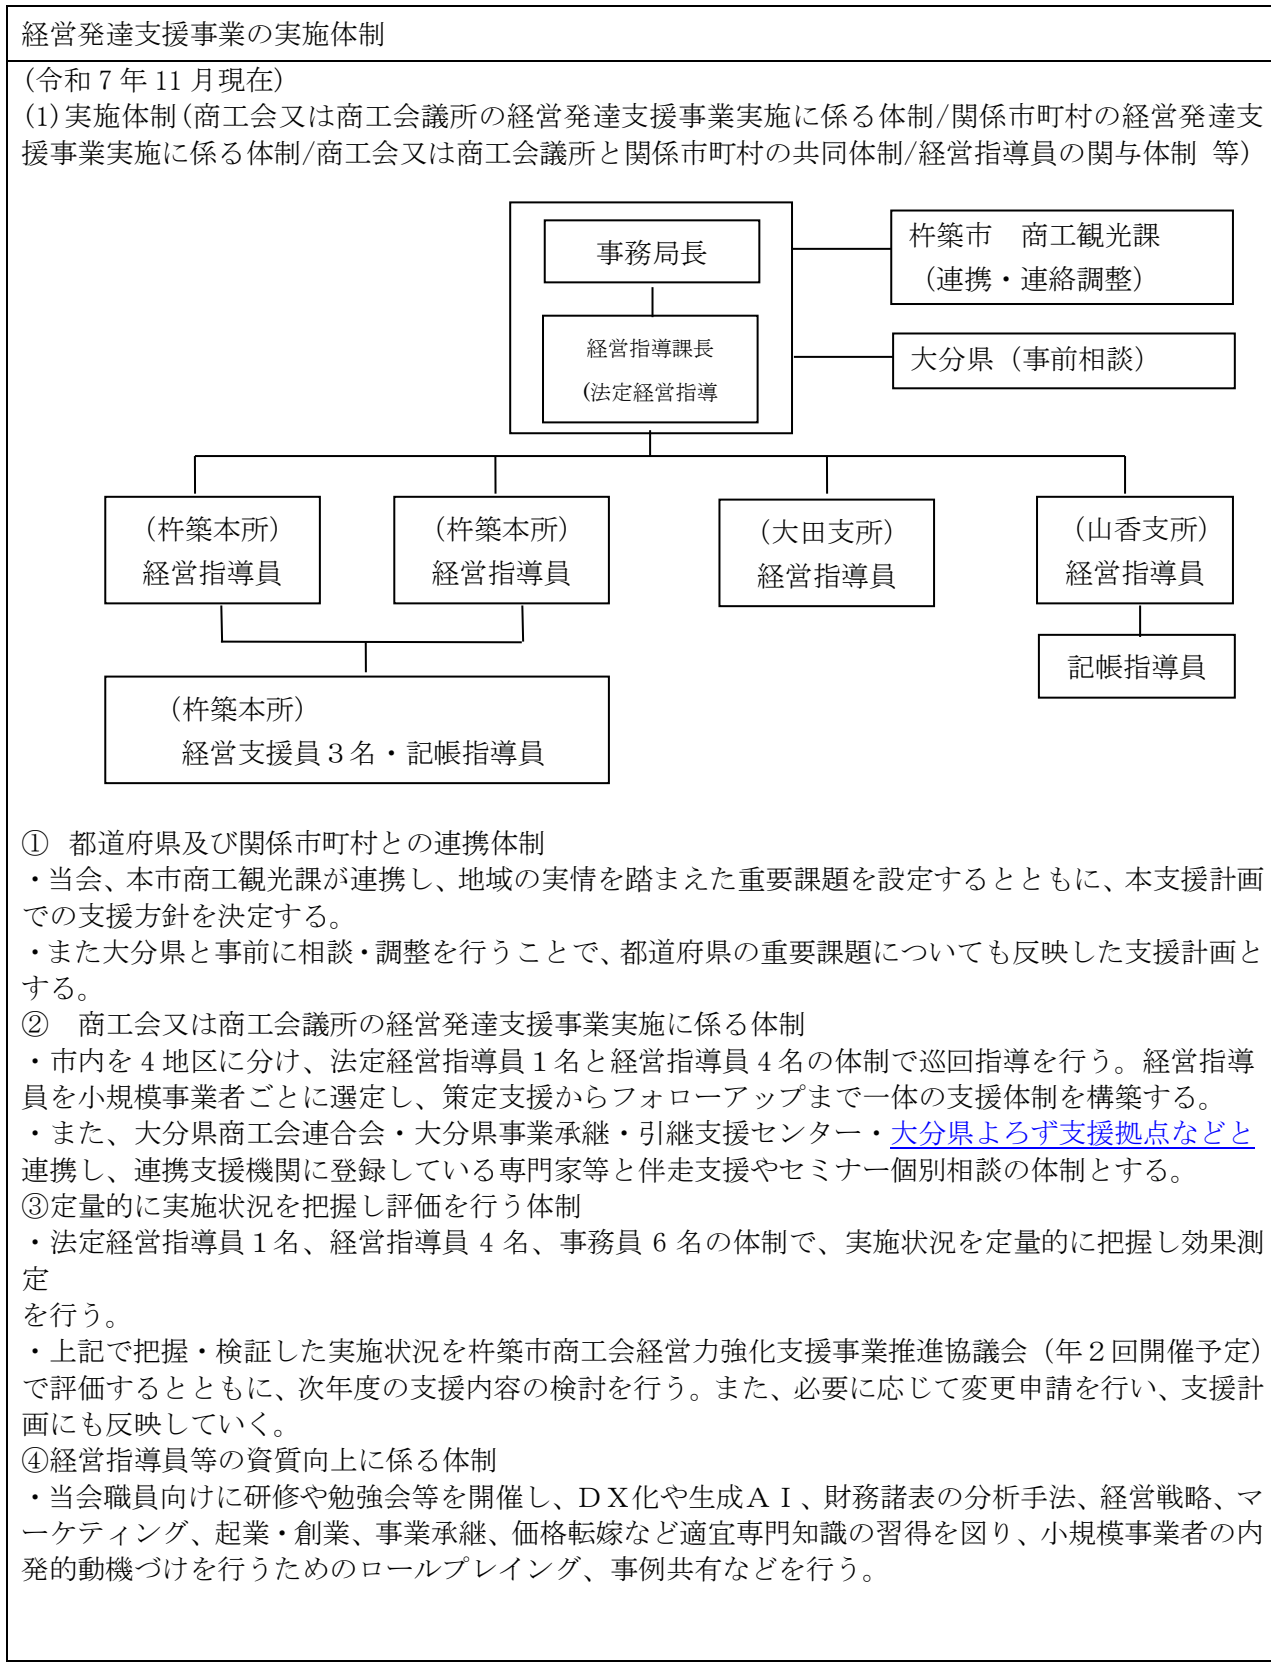 経営発達支援事業の実施体制
(令和7年11月現在)
(1)実施体制(商工会又は商工会議所の経営発達支援事業実施に係る体制/関係市町村の経営発達支
援事業実施に係る体制/商工会又は商工会議所と関係市町村の共同体制/経営指導員の関与体制 等)
事務局長
杵築市 商工観光課
(連携・連絡調整)
経営指導課長
(法定経営指導
大分県(事前相談)
(杵築本所)
経営指導員
(杵築本所)
経営指導員
(大田支所)
経営指導員
(山香支所)
経営指導員
記帳指導員
(杵築本所)
経営支援員3名・記帳指導員
① 都道府県及び関係市町村との連携体制
・当会、本市商工観光課が連携し、地域の実情を踏まえた重要課題を設定するとともに、本支援計画
での支援方針を決定する。
・また大分県と事前に相談・調整を行うことで、都道府県の重要課題についても反映した支援計画と
する。
② 商工会又は商工会議所の経営発達支援事業実施に係る体制
・市内を4地区に分け、法定経営指導員1名と経営指導員4名の体制で巡回指導を行う。経営指導
員を小規模事業者ごとに選定し、策定支援からフォローアップまで一体の支援体制を構築する。
・また、大分県商工会連合会・大分県事業承継・引継支援センター・大分県よろず支援拠点などと
連携し、連携支援機関に登録している専門家等と伴走支援やセミナー個別相談の体制とする。
③定量的に実施状況を把握し評価を行う体制
・法定経営指導員1名、経営指導員4名、事務員6名の体制で、実施状況を定量的に把握し効果測
定
を行う。
・上記で把握・検証した実施状況を杵築市商工会経営力強化支援事業推進協議会(年2回開催予定)
で評価するとともに、次年度の支援内容の検討を行う。また、必要に応じて変更申請を行い、支援計
画にも反映していく。
④経営指導員等の資質向上に係る体制
・当会職員向けに研修や勉強会等を開催し、DX化や生成AI、財務諸表の分析手法、経営戦略、マ
ーケティング、起業・創業、事業承継、価格転嫁など適宜専門知識の習得を図り、小規模事業者の内
発的動機づけを行うためのロールプレイング、事例共有などを行う。